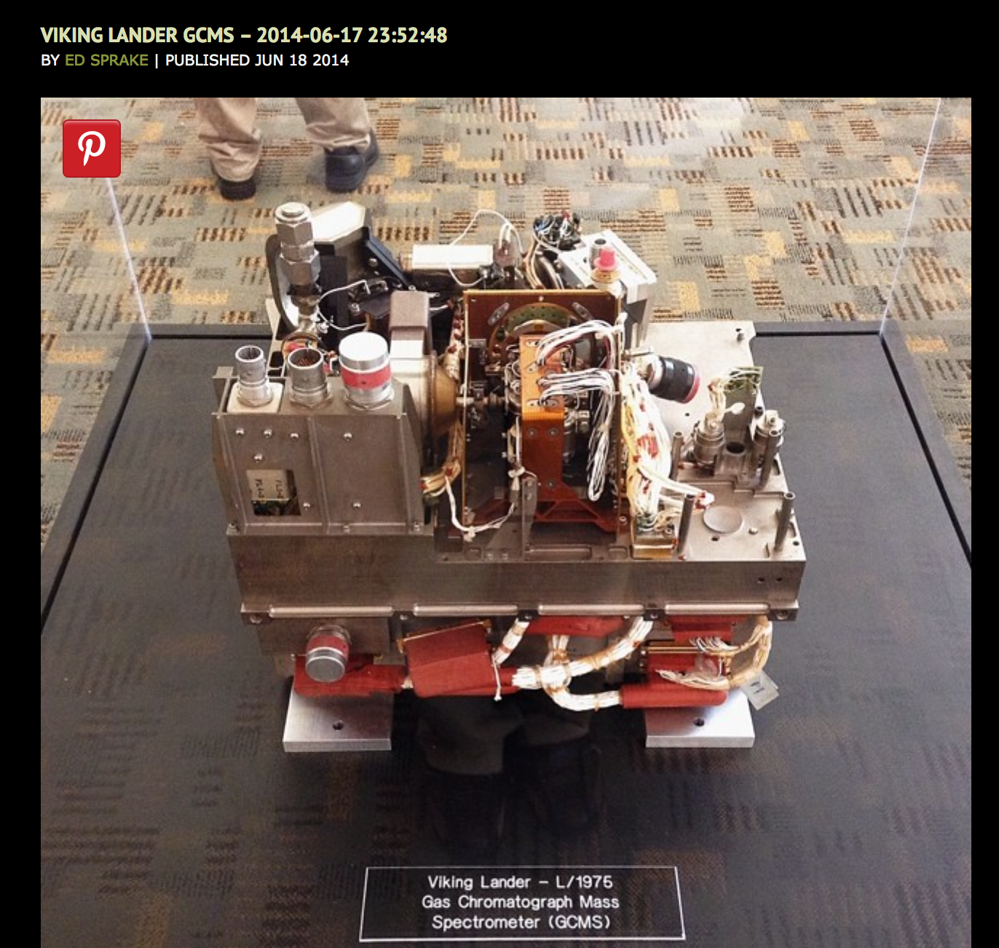 VIKING LANDER GCMS – 2014-06-17 23:52:48
BY ED SPRAKE | PUBLISHED JUN 18 2014
Viking Lander – L/1975
Gas Chromatograph Mass
Spectrometer (GCMS)